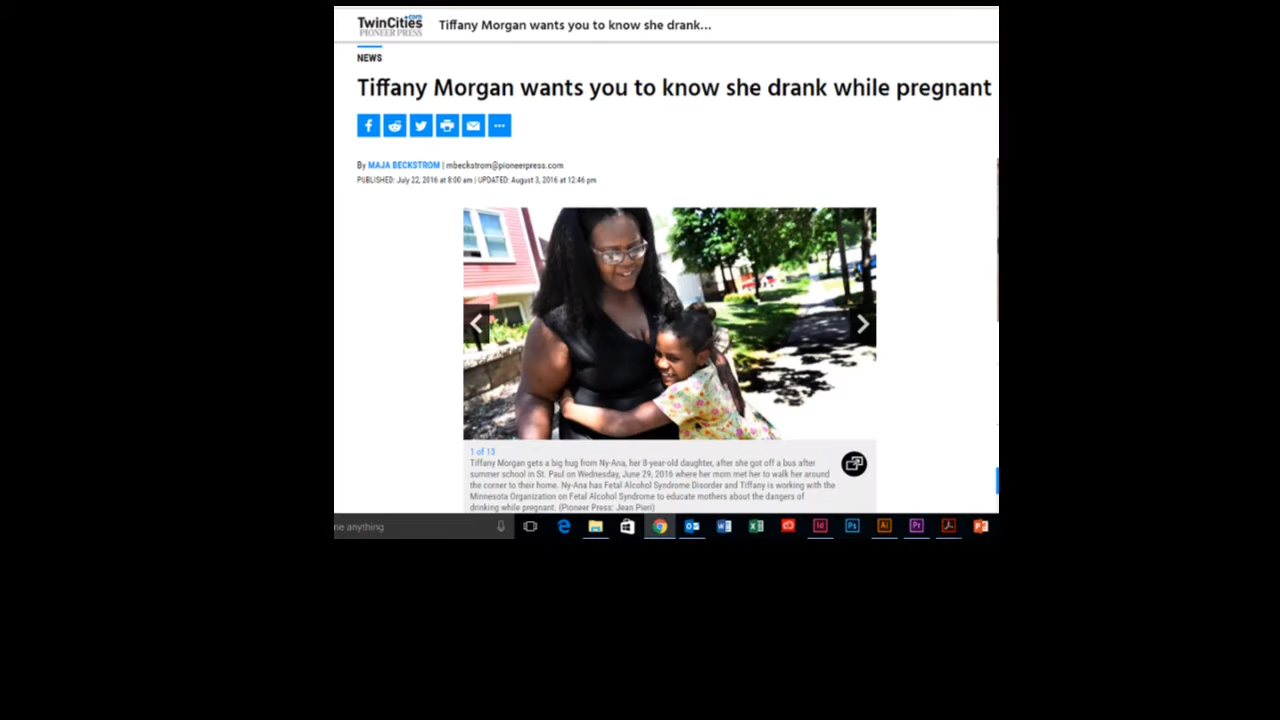 TwinCities.com
PIONEER PRESS
Tiffany Morgan wants you to know she drank...
NEWS
Tiffany Morgan wants you to know she drank while pregnant
By MAJA BECKSTROM | mbeckstrom@pioneerpress.com
PUBLISHED: July 22, 2016 at 8:00 am | UPDATED: August 3, 2016 at 12:46 pm
1 of 13
Tiffany Morgan gets a big hug from Ny-Ana, her 8-year-old daughter, after she got off a bus after
summer school in St. Paul on Wednesday, June 29, 2016 where her mom met her to walk her around
the corner to their home. Ny-Ana has Fetal Alcohol Syndrome Disorder and Tiffany is working with the
Minnesota Organization on Fetal Alcohol Syndrome to educate mothers about the dangers of
drinking while pregnant. (Pioneer Press: Jean Pieri)
me anything